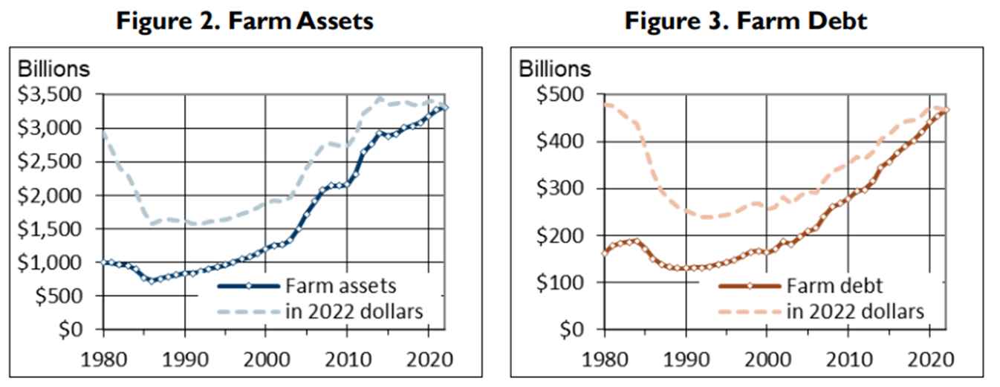 Figure 2. Farm Assets
Billions
$3,500
$3,000
$2,500
$2,000
$1,500
$1,000
$500
$0
Farm assets
in 2022 dollars
1980 1990 2000 2010 2020
Figure 3. Farm Debt
Billions
$500
$400
$300
$200
$100
$0
Farm debt
in 2022 dollars
1980 1990 2000 2010 2020